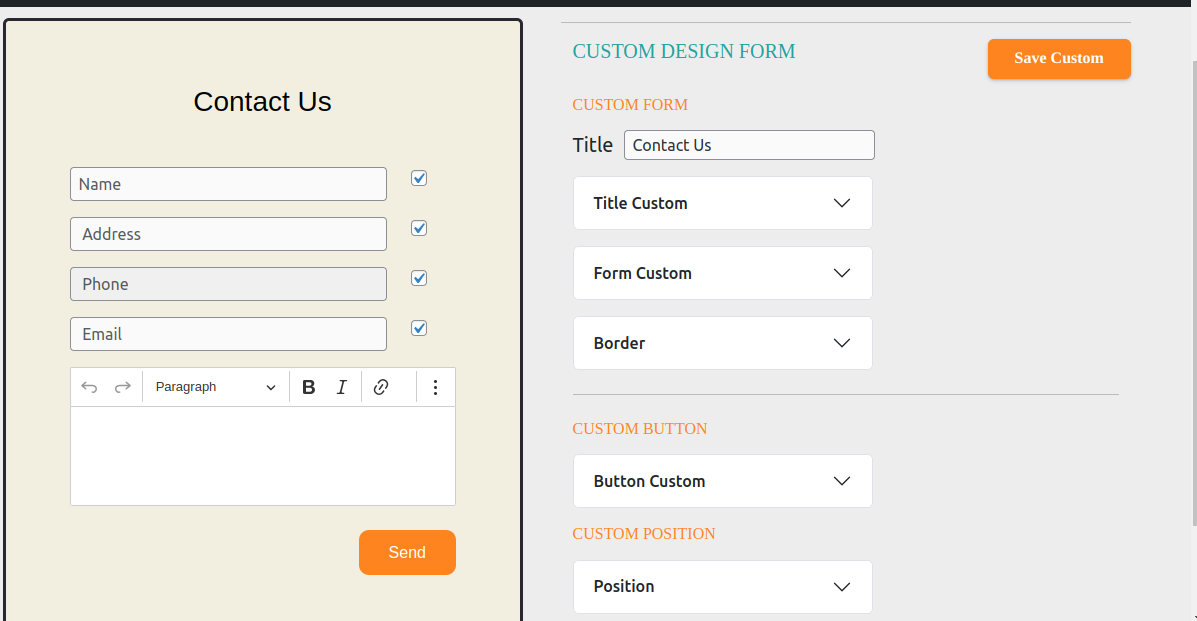 Contact Us
Name
Address
Phone
Email
Paragraph
B I
Send
CUSTOM DESIGN FORM
Save Custom
CUSTOM FORM
Title Contact Us
Title Custom
Form Custom
Border
CUSTOM BUTTON
Button Custom
CUSTOM POSITION
Position